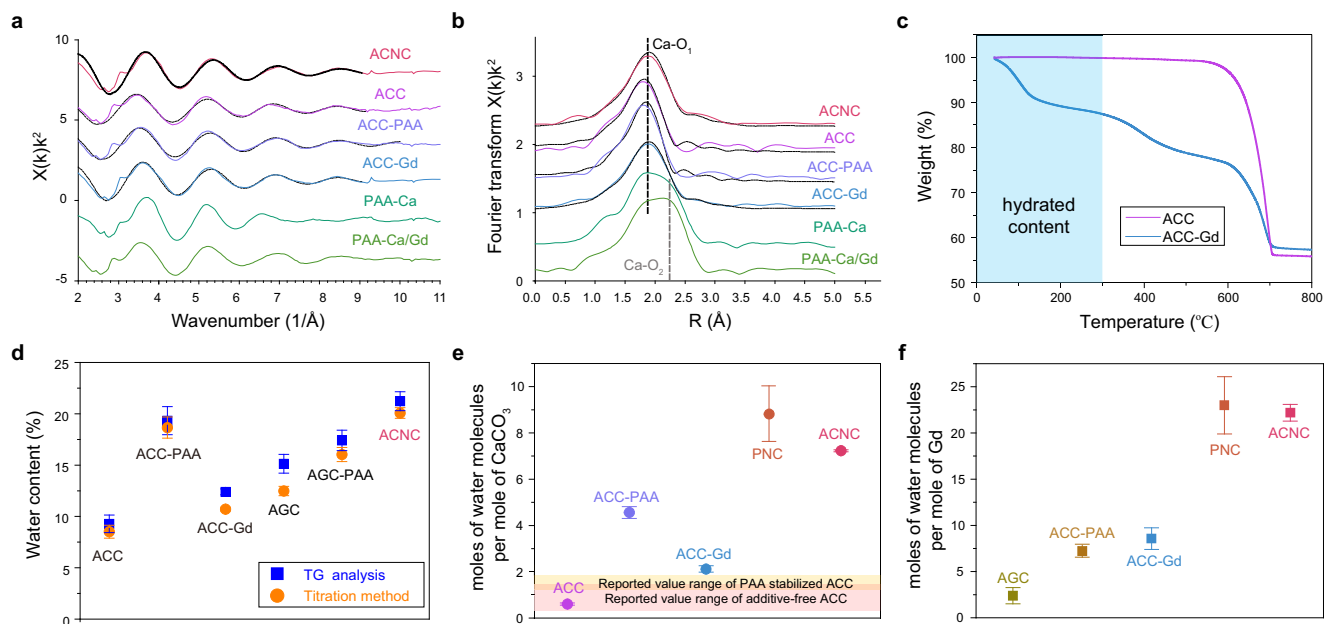 a
X(k)k²
10
5
0
-5
ACNC
ACC
ACC-PAA
ACC-Gd
PAA-Ca
PAA-Ca/Gd
2 3 4 5 6 7 8 9 10 11
Wavenumber (1/Å)
b
Fourier transform X(k)k²
3
2
1
0
Ca-O₁
ACNC
ACC
ACC-PAA
ACC-Gd
PAA-Ca
Ca-O₂
PAA-Ca/Gd
0.0 0.5 1.0 1.5 2.0 2.5 3.0 3.5 4.0 4.5 5.0 5.5
R (Å)
c
Weight (%)
100
90
80
70
60
50
hydrated
content
ACC
ACC-Gd
0 200 400 600 800
Temperature (℃)
d
Water content (%)
25
20
15
10
5
0
ACC
ACC-PAA
ACC-Gd
AGC
AGC-PAA
ACNC
TG analysis
Titration method
e
moles of water molecules
per mole of CaCO₃
10
8
6
4
2
0
PNC
ACNC
ACC-PAA
ACC-Gd
ACC
Reported value range of PAA stabilized ACC
Reported value range of additive-free ACC
f
moles of water molecules
per mole of Gd
25
20
15
10
5
0
PNC
ACNC
ACC-PAA
ACC-Gd
AGC